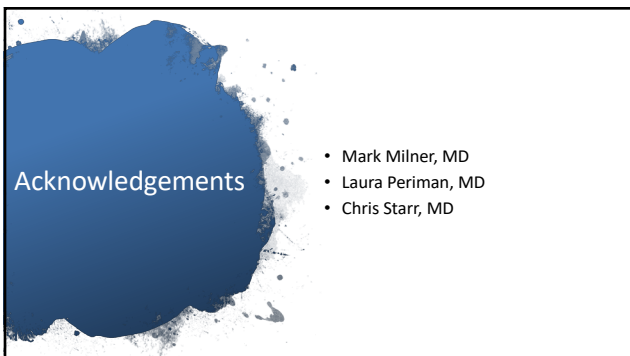 Acknowledgements
• Mark Milner, MD
• Laura Periman, MD
• Chris Starr, MD